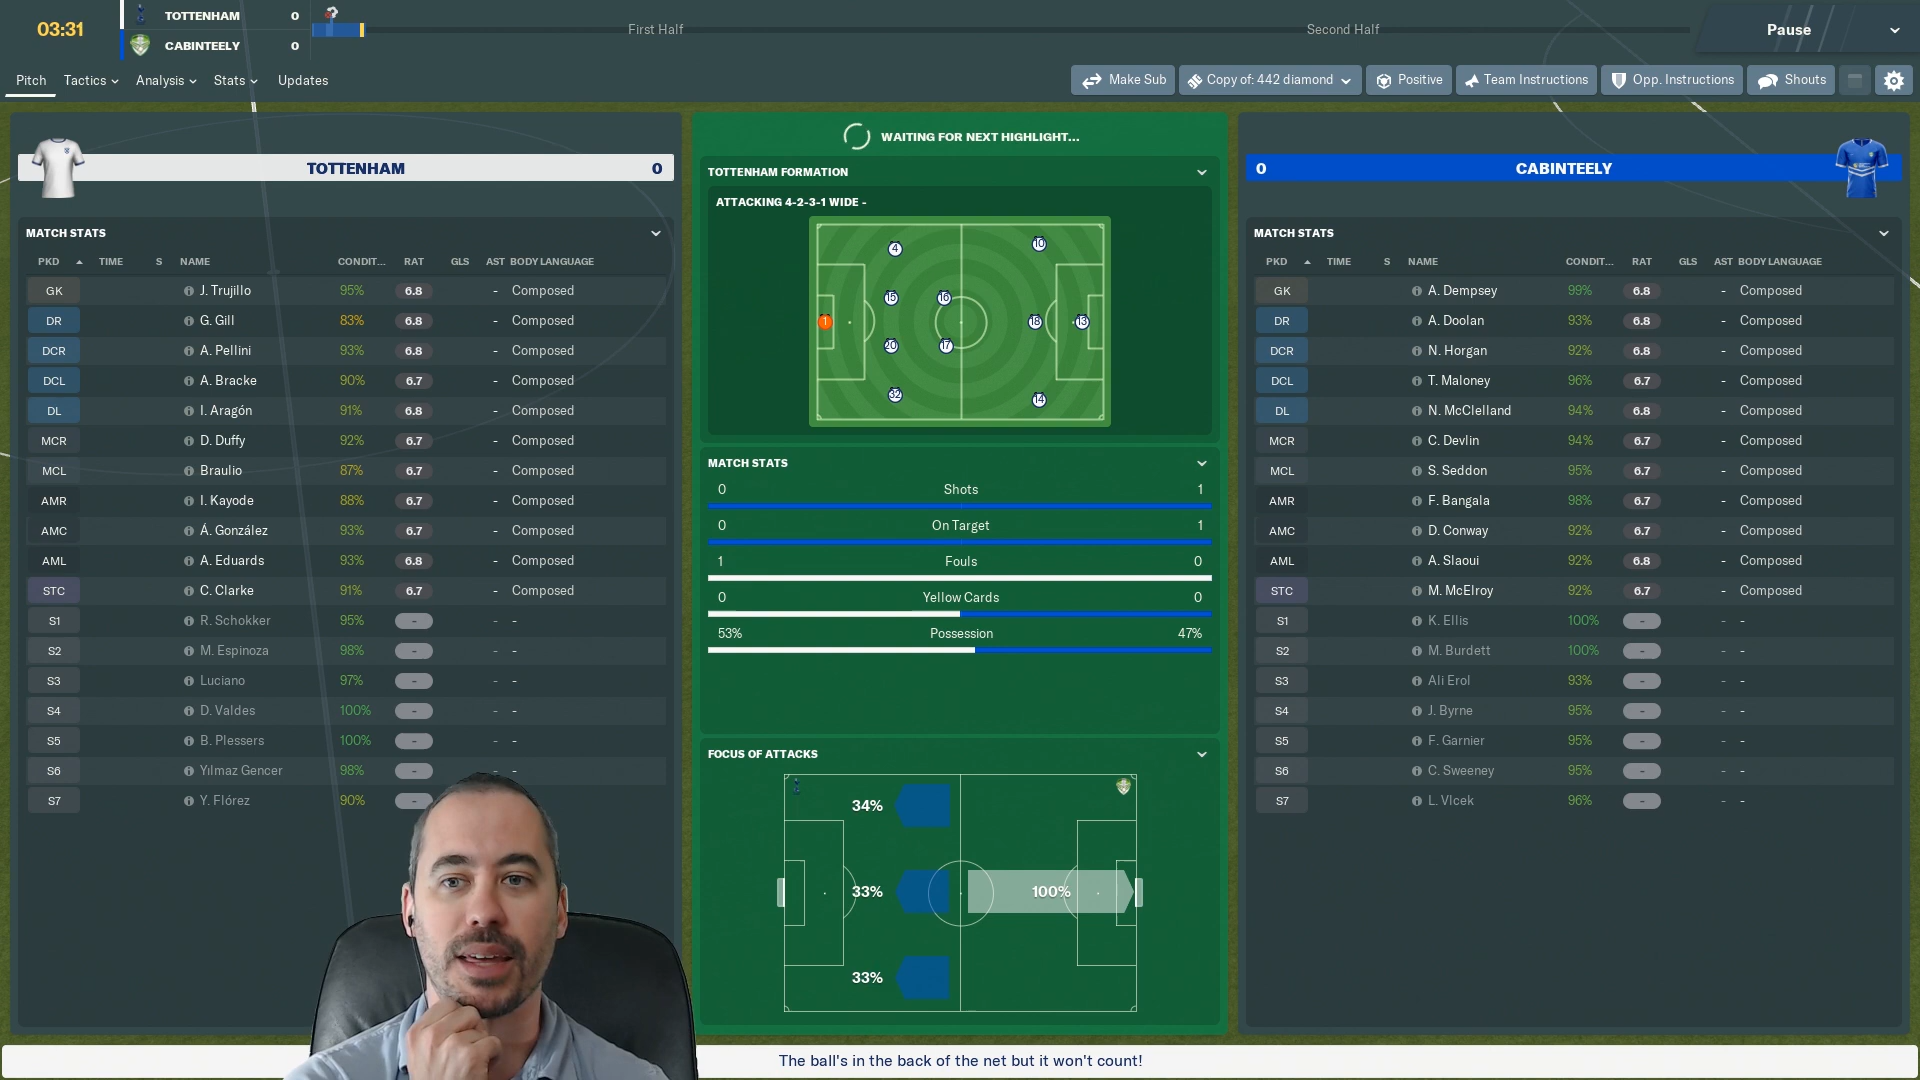 03:31
TOTTENHAM 0
CABINTEELY 0
First Half
Second Half
Pause
Pitch Tactics Analysis Stats Updates
Make Sub Copy of: 442 diamond Positive Team Instructions Opp. Instructions Shouts
TOTTENHAM 0
MATCH STATS
PKD TIME S NAME CONDIT... RAT GLS AST BODY LANGUAGE
GK J. Trujillo 95% 6.8 - Composed
DR G. Gill 83% 6.8 - Composed
DCR A. Pellini 93% 6.8 - Composed
DCL A. Bracke 90% 6.7 - Composed
DL I. Aragón 91% 6.8 - Composed
MCR D. Duffy 92% 6.7 - Composed
MCL Braulio 87% 6.7 - Composed
AMR I. Kayode 88% 6.7 - Composed
AMC Á. González 93% 6.7 - Composed
AML A. Eduards 93% 6.8 - Composed
STC C. Clarke 91% 6.7 - Composed
S1 R. Schokker 95% - - -
S2 M. Espinoza 98% - - -
S3 Luciano 97% - - -
S4 D. Valdes 100% - - -
S5 B. Plessers 100% - - -
S6 Yılmaz Gencer 98% - - -
S7 Y. Flórez 90% -
WAITING FOR NEXT HIGHLIGHT...
TOTTENHAM FORMATION
ATTACKING 4-2-3-1 WIDE -
4 10
15 16
1 18 13
20 17
32 14
MATCH STATS
0 Shots 1
0 On Target 1
1 Fouls 0
0 Yellow Cards 0
53% Possession 47%
FOCUS OF ATTACKS
34%
33% 100%
33%
0 CABINTEELY
MATCH STATS
PKD TIME S NAME CONDIT... RAT GLS AST BODY LANGUAGE
GK A. Dempsey 99% 6.8 - Composed
DR A. Doolan 93% 6.8 - Composed
DCR N. Horgan 92% 6.8 - Composed
DCL T. Maloney 96% 6.7 - Composed
DL N. McClelland 94% 6.8 - Composed
MCR C. Devlin 94% 6.7 - Composed
MCL S. Seddon 95% 6.7 - Composed
AMR F. Bangala 98% 6.7 - Composed
AMC D. Conway 92% 6.7 - Composed
AML A. Slaoui 92% 6.8 - Composed
STC M. McElroy 92% 6.7 - Composed
S1 K. Ellis 100% - - -
S2 M. Burdett 100% - - -
S3 Ali Erol 93% - - -
S4 J. Byrne 95% - - -
S5 F. Garnier 95% - - -
S6 C. Sweeney 95% - - -
S7 L. Vlcek 96% - - -
The ball's in the back of the net but it won't count!